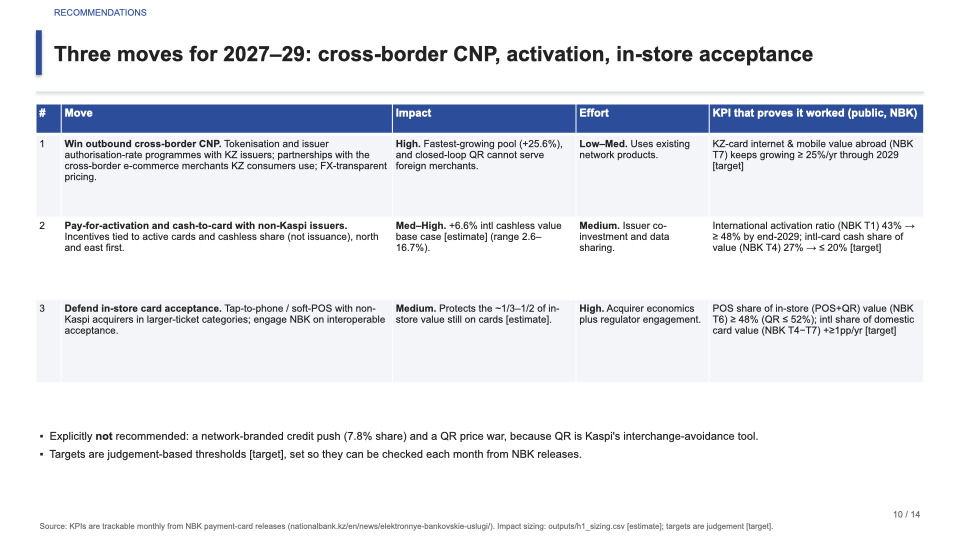 RECOMMENDATIONS
Three moves for 2027–29: cross-border CNP, activation, in-store acceptance
# Move Impact Effort KPI that proves it worked (public, NBK)
1
Win outbound cross-border CNP. Tokenisation and issuer
authorisation-rate programmes with KZ issuers; partnerships with the
cross-border e-commerce merchants KZ consumers use; FX-transparent
pricing.
High. Fastest-growing pool (+25.6%),
and closed-loop QR cannot serve
foreign merchants.
Low–Med. Uses existing
network products.
KZ-card internet & mobile value abroad (NBK
T7) keeps growing ≥ 25%/yr through 2029
[target]
2
Pay-for-activation and cash-to-card with non-Kaspi issuers.
Incentives tied to active cards and cashless share (not issuance), north
and east first.
Med–High. +6.6% intl cashless value
base case [estimate] (range 2.6–
16.7%).
Medium. Issuer co-
investment and data
sharing.
International activation ratio (NBK T1) 43% →
≥ 48% by end-2029; intl-card cash share of
value (NBK T4) 27% → ≤ 20% [target]
3
Defend in-store card acceptance. Tap-to-phone / soft-POS with non-
Kaspi acquirers in larger-ticket categories; engage NBK on interoperable
acceptance.
Medium. Protects the ~1/3–1/2 of in-
store value still on cards [estimate].
High. Acquirer economics
plus regulator engagement.
POS share of in-store (POS+QR) value (NBK
T6) ≥ 48% (QR ≤ 52%); intl share of domestic
card value (NBK T4−T7) +≥1pp/yr [target]
▪ Explicitly not recommended: a network-branded credit push (7.8% share) and a QR price war, because QR is Kaspi's interchange-avoidance tool.
▪ Targets are judgement-based thresholds [target], set so they can be checked each month from NBK releases.
10 / 14
Source: KPIs are trackable monthly from NBK payment-card releases (nationalbank.kz/en/news/elektronnye-bankovskie-uslugi/). Impact sizing: outputs/h1_sizing.csv [estimate]; targets are judgement [target].